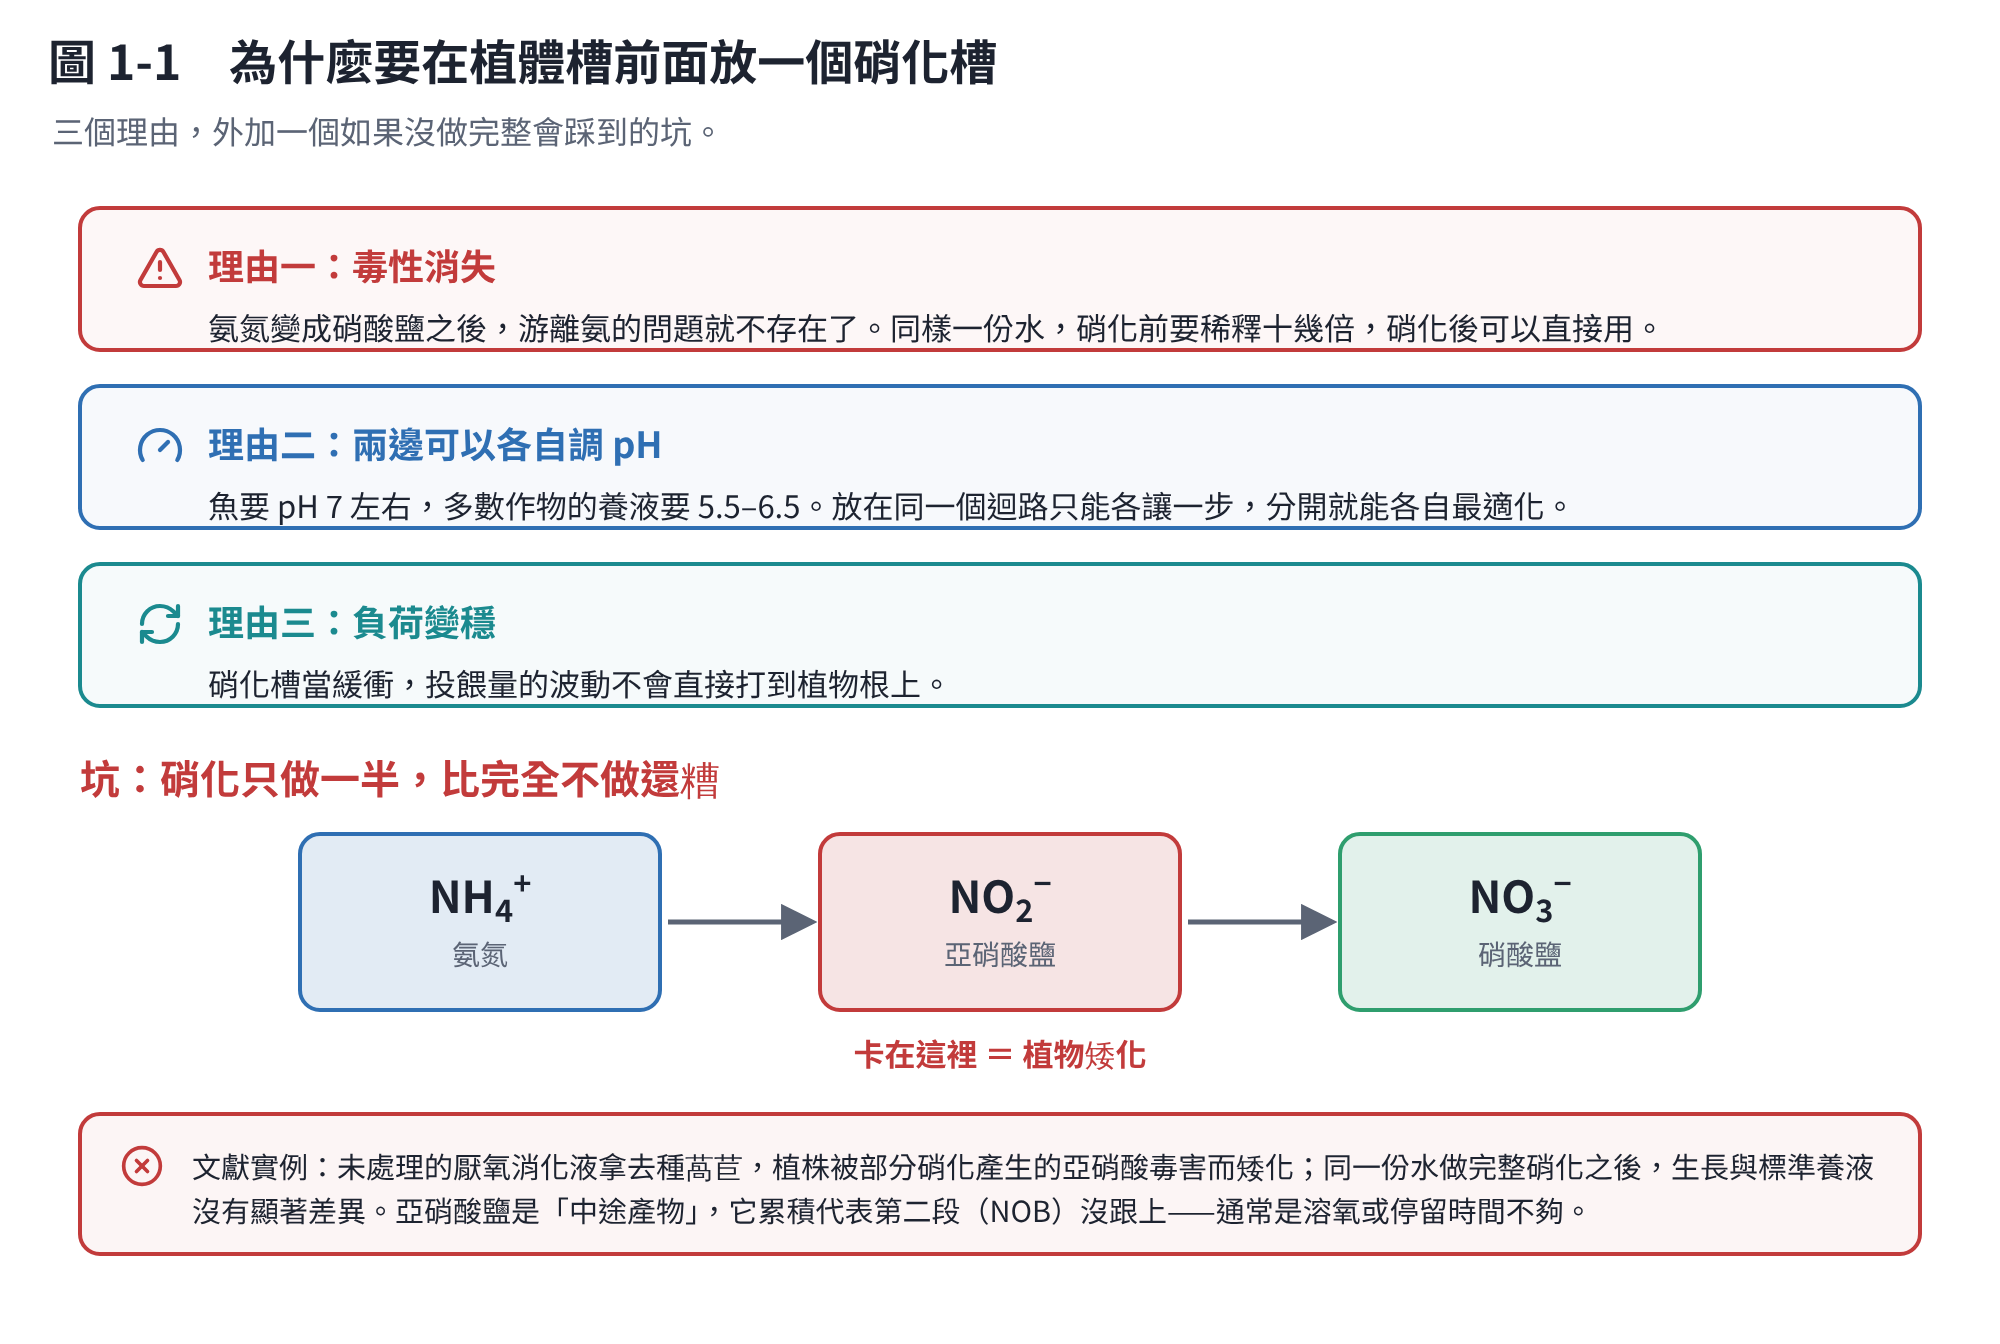 圖 1-1　為什麼要在植體槽前面放一個硝化槽
三個理由，外加一個如果沒做完整會踩到的坑。
理由一：毒性消失
氨氮變成硝酸鹽之後，游離氨的問題就不存在了。同樣一份水，硝化前要稀釋十幾倍，硝化後可以直接用。
理由二：兩邊可以各自調 pH
魚要 pH 7 左右，多數作物的養液要 5.5–6.5。放在同一個迴路只能各讓一步，分開就能各自最適化。
理由三：負荷變穩
硝化槽當緩衝，投餵量的波動不會直接打到植物根上。
坑：硝化只做一半，比完全不做還糟
NH₄⁺
氨氮
NO₂⁻
亞硝酸鹽
NO₃⁻
硝酸鹽
卡在這裡 ＝ 植物矮化
文獻實例：未處理的厭氧消化液拿去種萵苣，植株被部分硝化產生的亞硝酸毒害而矮化；同一份水做完整硝化之後，生長與標準養液
沒有顯著差異。亞硝酸鹽是「中途產物」，它累積代表第二段（NOB）沒跟上——通常是溶氧或停留時間不夠。